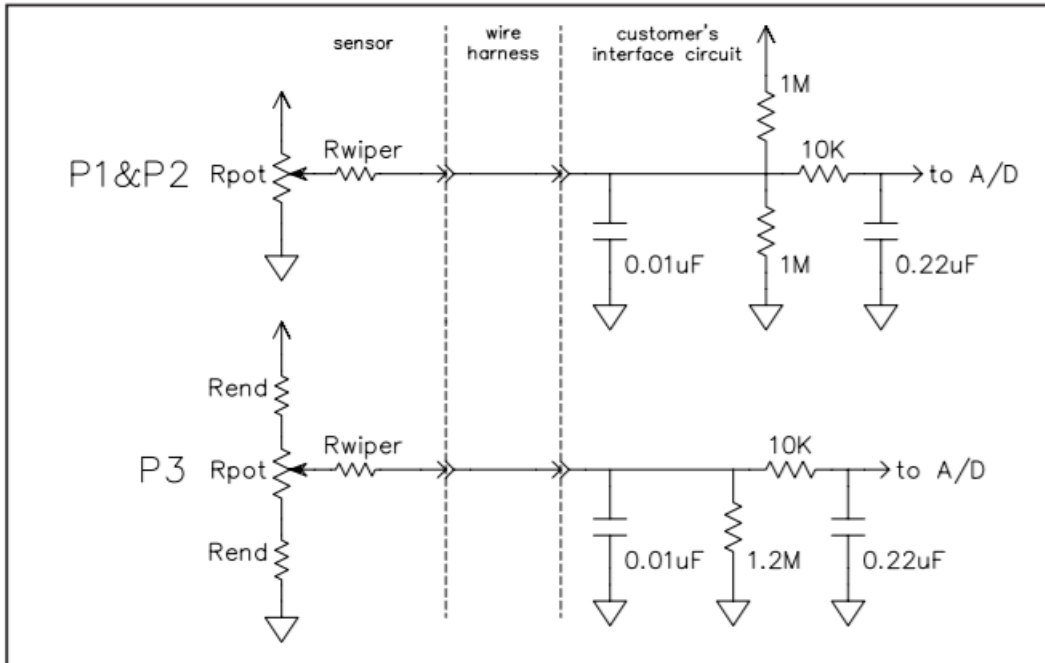 sensor
wire
harness
customer's
interface circuit
1M
Rwiper
10K
P1&P2
Rpot
to A/D
0.01uF
1M
0.22uF
Rend
Rwiper
10K
P3
Rpot
to A/D
Rend
0.01uF
1.2M
0.22uF